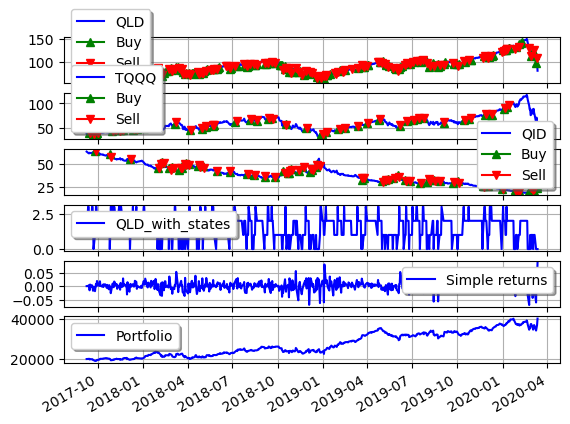 QLD
Buy
Sell
150
100
TQQQ
Buy
Sell
100
50
QID
Buy
Sell
50
25
QLD_with_states
2.5
0.0
Simple returns
0.05
0.00
−0.05
Portfolio
40000
20000
2017-10 2018-01 2018-04 2018-07 2018-10 2019-01 2019-04 2019-07 2019-10 2020-01 2020-04